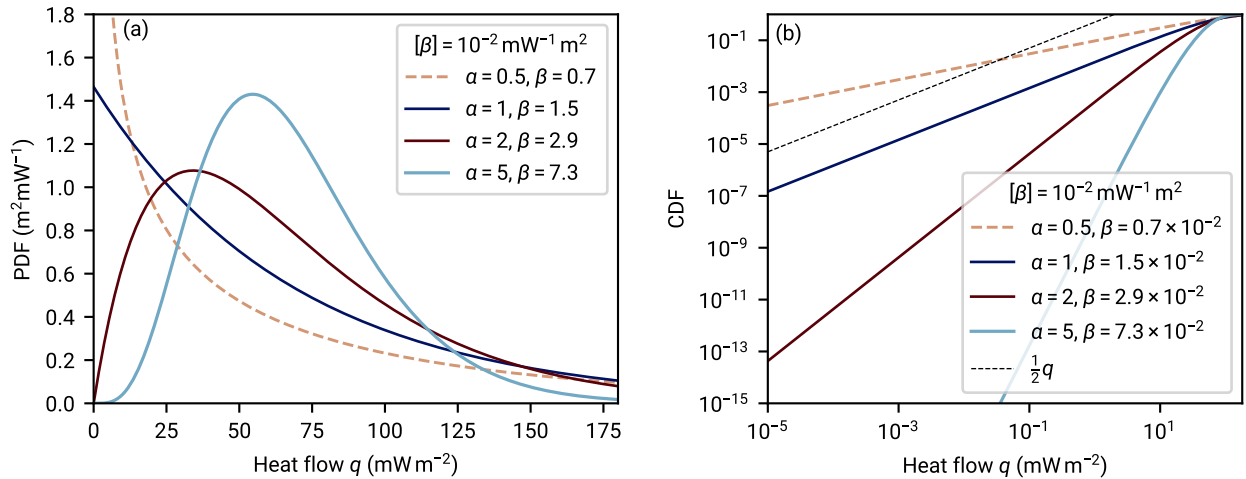 (a)
[β] = 10⁻² mW⁻¹ m²
α = 0.5, β = 0.7
α = 1, β = 1.5
α = 2, β = 2.9
α = 5, β = 7.3
PDF (m² mW⁻¹)
1.8
1.6
1.4
1.2
1.0
0.8
0.6
0.4
0.2
0.0
0
25
50
75
100
125
150
175
Heat flow q (mW m⁻²)
(b)
[β] = 10⁻² mW⁻¹ m²
α = 0.5, β = 0.7 × 10⁻²
α = 1, β = 1.5 × 10⁻²
α = 2, β = 2.9 × 10⁻²
α = 5, β = 7.3 × 10⁻²
½q
CDF
10⁻¹
10⁻³
10⁻⁵
10⁻⁷
10⁻⁹
10⁻¹¹
10⁻¹³
10⁻¹⁵
10⁻⁵
10⁻³
10⁻¹
10¹
Heat flow q (mW m⁻²)